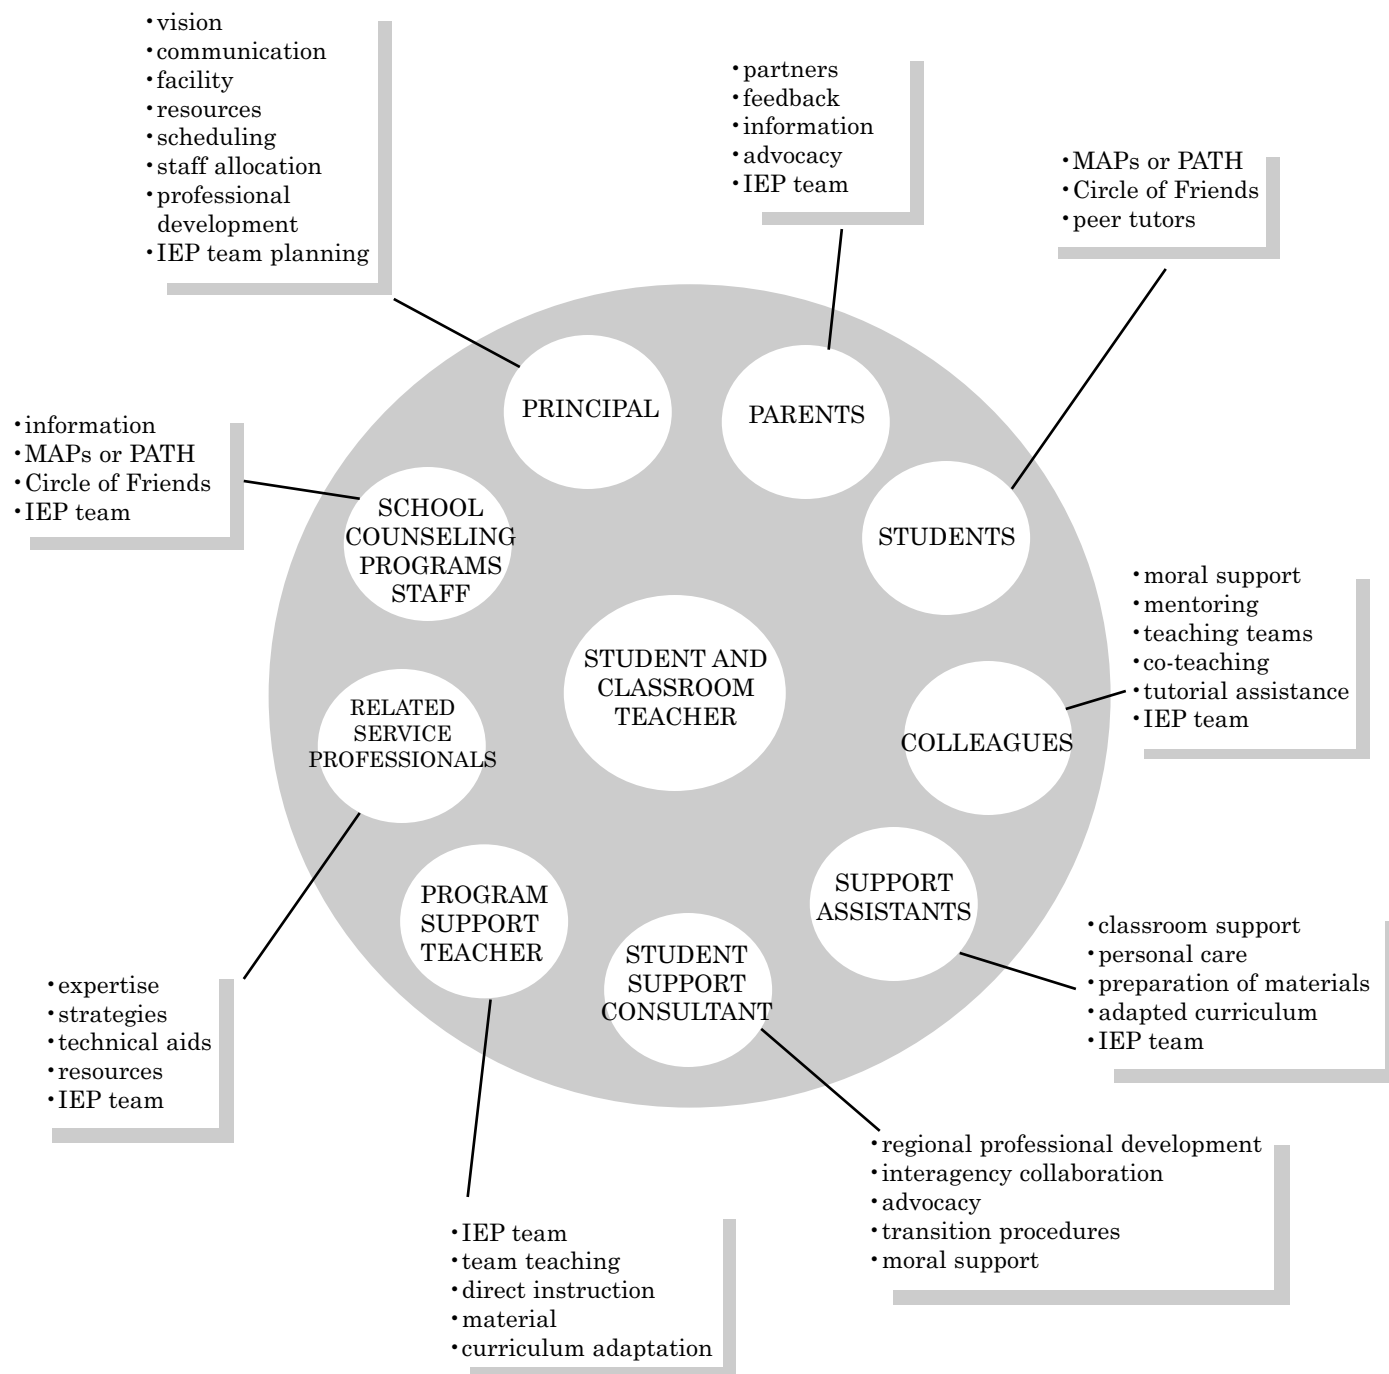 •vision
•communication
•facility
•resources
•scheduling
•staff allocation
•professional
development
•IEP team planning
•partners
•feedback
•information
•advocacy
•IEP team
•MAPs or PATH
•Circle of Friends
•peer tutors
PRINCIPAL
PARENTS
•information
•MAPs or PATH
•Circle of Friends
•IEP team
SCHOOL
COUNSELING
PROGRAMS
STAFF
STUDENTS
•moral support
•mentoring
•teaching teams
•co-teaching
•tutorial assistance
•IEP team
STUDENT AND
CLASSROOM
TEACHER
RELATED
SERVICE
PROFESSIONALS
COLLEAGUES
PROGRAM
SUPPORT
TEACHER
STUDENT
SUPPORT
CONSULTANT
SUPPORT
ASSISTANTS
•classroom support
•personal care
•preparation of materials
•adapted curriculum
•IEP team
•expertise
•strategies
•technical aids
•resources
•IEP team
•regional professional development
•interagency collaboration
•advocacy
•transition procedures
•moral support
•IEP team
•team teaching
•direct instruction
•material
•curriculum adaptation